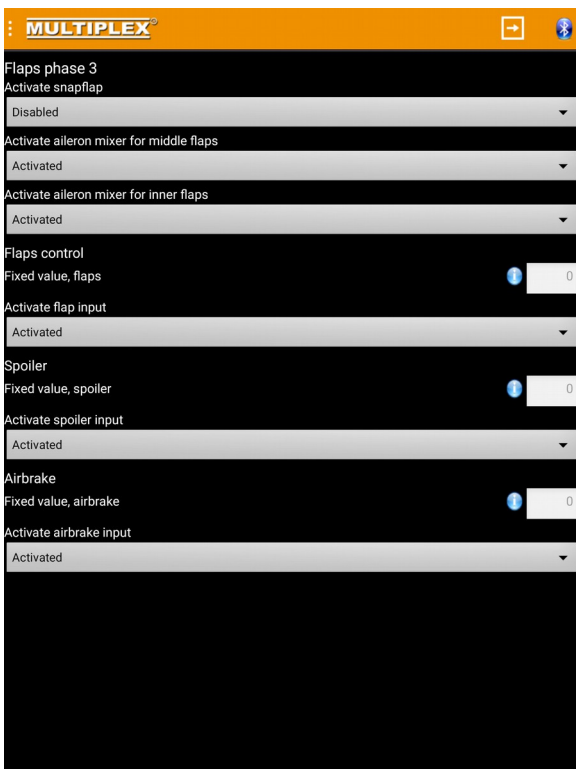 MULTIPLEX®
Flaps phase 3
Activate snapflap
Disabled
Activate aileron mixer for middle flaps
Activated
Activate aileron mixer for inner flaps
Activated
Flaps control
Fixed value, flaps 0
Activate flap input
Activated
Spoiler
Fixed value, spoiler 0
Activate spoiler input
Activated
Airbrake
Fixed value, airbrake 0
Activate airbrake input
Activated